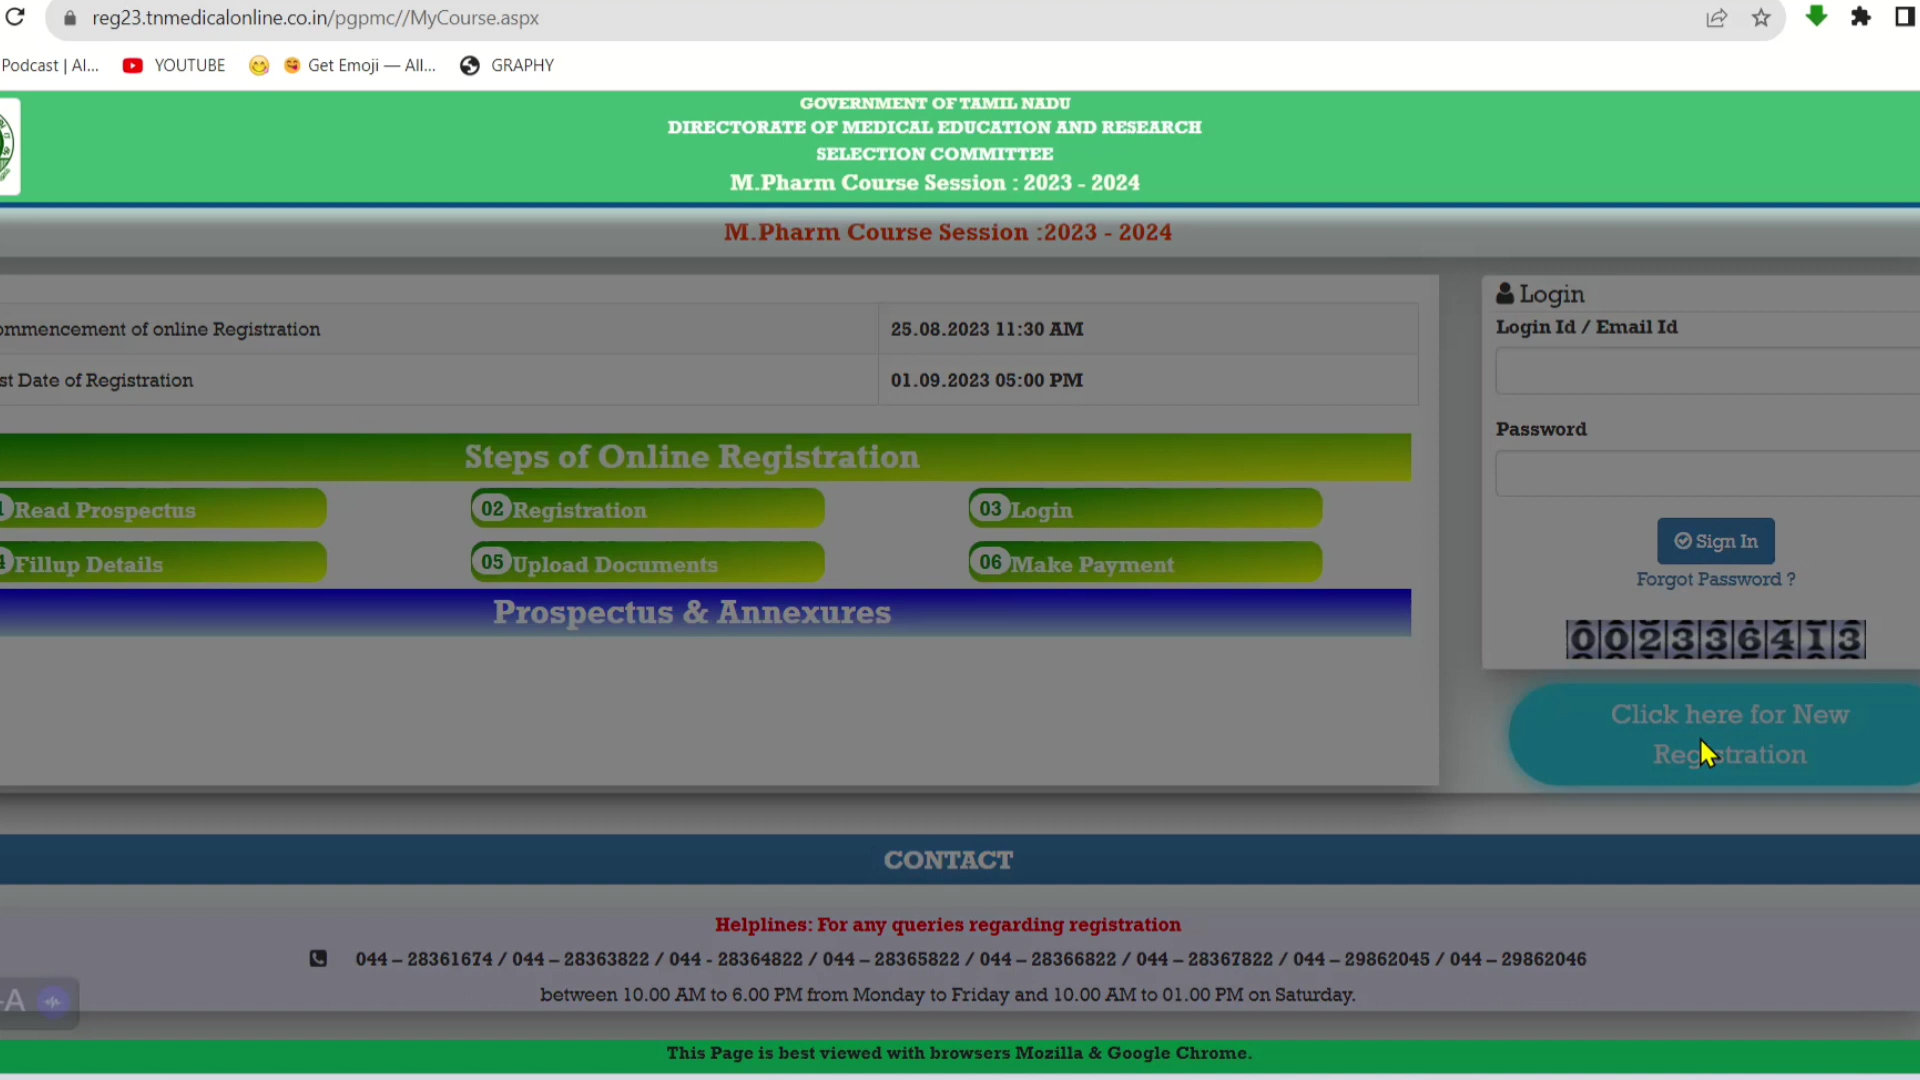 reg23.tnmedicalonline.co.in/pgpmc//MyCourse.aspx
Podcast | AI...
YOUTUBE
Get Emoji — All...
GRAPHY
GOVERNMENT OF TAMIL NADU
DIRECTORATE OF MEDICAL EDUCATION AND RESEARCH
SELECTION COMMITTEE
M.Pharm Course Session : 2023 - 2024
M.Pharm Course Session :2023 - 2024
ommencement of online Registration
25.08.2023 11:30 AM
st Date of Registration
01.09.2023 05:00 PM
Steps of Online Registration
1 Read Prospectus
02 Registration
03 Login
4 Fillup Details
05 Upload Documents
06 Make Payment
Prospectus & Annexures
Login
Login Id / Email Id
Password
Sign In
Forgot Password ?
002336413
Click here for New
Registration
CONTACT
Helplines: For any queries regarding registration
044 – 28361674 / 044 – 28363822 / 044 - 28364822 / 044 – 28365822 / 044 – 28366822 / 044 – 28367822 / 044 – 29862045 / 044 – 29862046
between 10.00 AM to 6.00 PM from Monday to Friday and 10.00 AM to 01.00 PM on Saturday.
-A
This Page is best viewed with browsers Mozilla & Google Chrome.